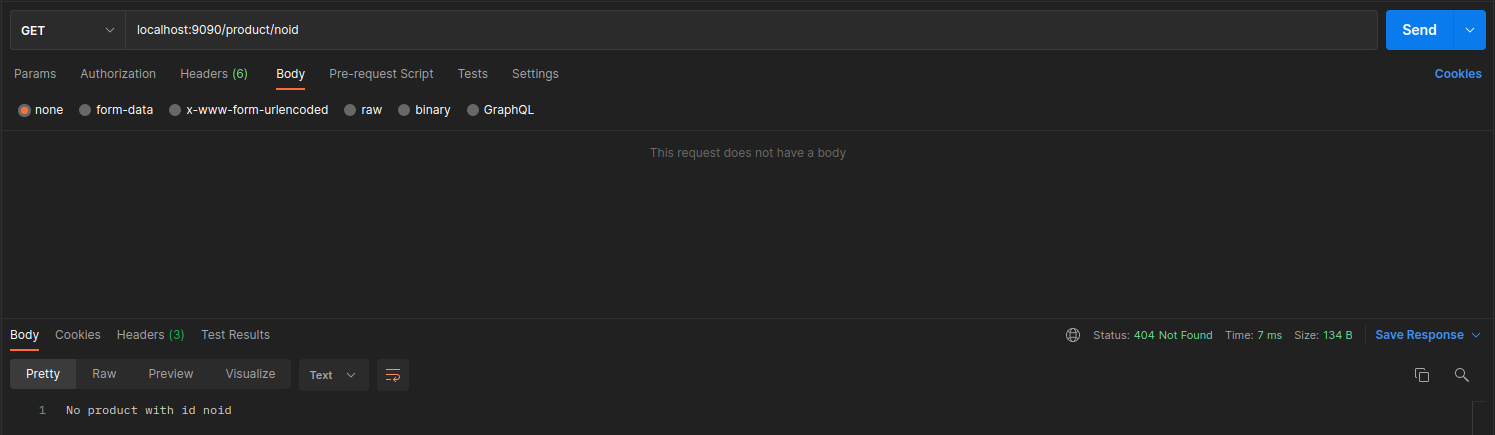 GET localhost:9090/product/noid Send
Params Authorization Headers (6) Body Pre-request Script Tests Settings Cookies
none form-data x-www-form-urlencoded raw binary GraphQL
This request does not have a body
Body Cookies Headers (3) Test Results Status: 404 Not Found Time: 7 ms Size: 134 B Save Response
Pretty Raw Preview Visualize Text
1 No product with id noid